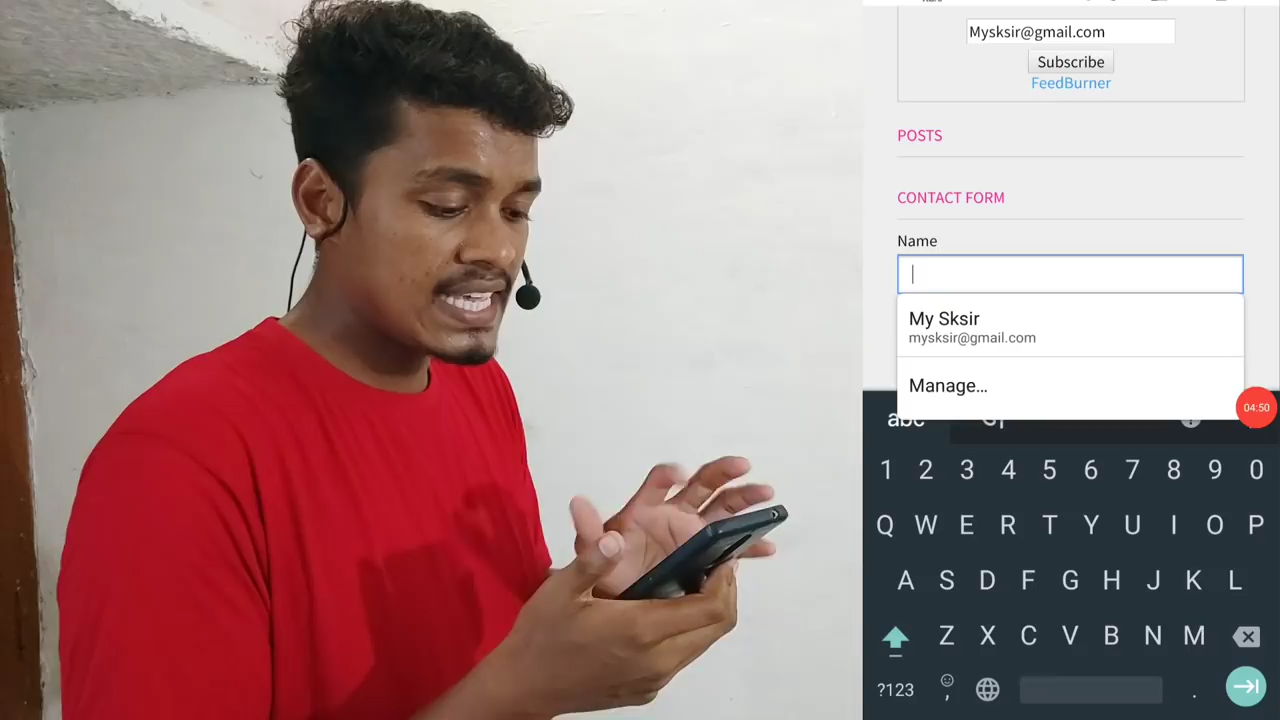 Mysksir@gmail.com
Subscribe
FeedBurner
POSTS
CONTACT FORM
Name
My Sksir
mysksir@gmail.com
Manage...
04:50
abc
1 2 3 4 5 6 7 8 9 0
Q W E R T Y U I O P
A S D F G H J K L
Z X C V B N M
?123 , .